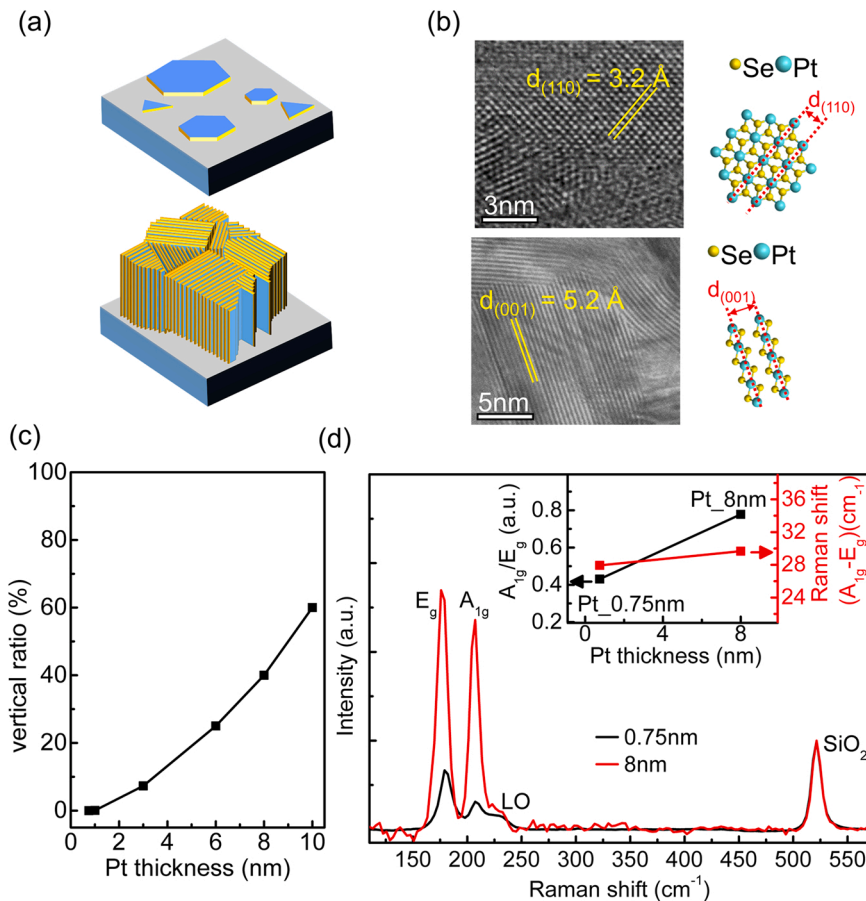 (a)
(b)
d(110) = 3.2 Å
3nm
Se Pt
d(110)
d(001) = 5.2 Å
5nm
Se Pt
d(001)
(c)
vertical ratio (%)
100
80
60
40
20
0
0 2 4 6 8 10
Pt thickness (nm)
(d)
Intensity (a.u.)
Eg
A1g
LO
SiO2
0.75nm
8nm
150 200 250 300 350 400 450 500 550
Raman shift (cm-1)
A1g/Eg (a.u.)
0.8
0.6
0.4
0.2
Pt_8nm
Pt_0.75nm
0 4 8
Pt thickness (nm)
36
32
28
24
Raman shift
(A1g-Eg)(cm-1)